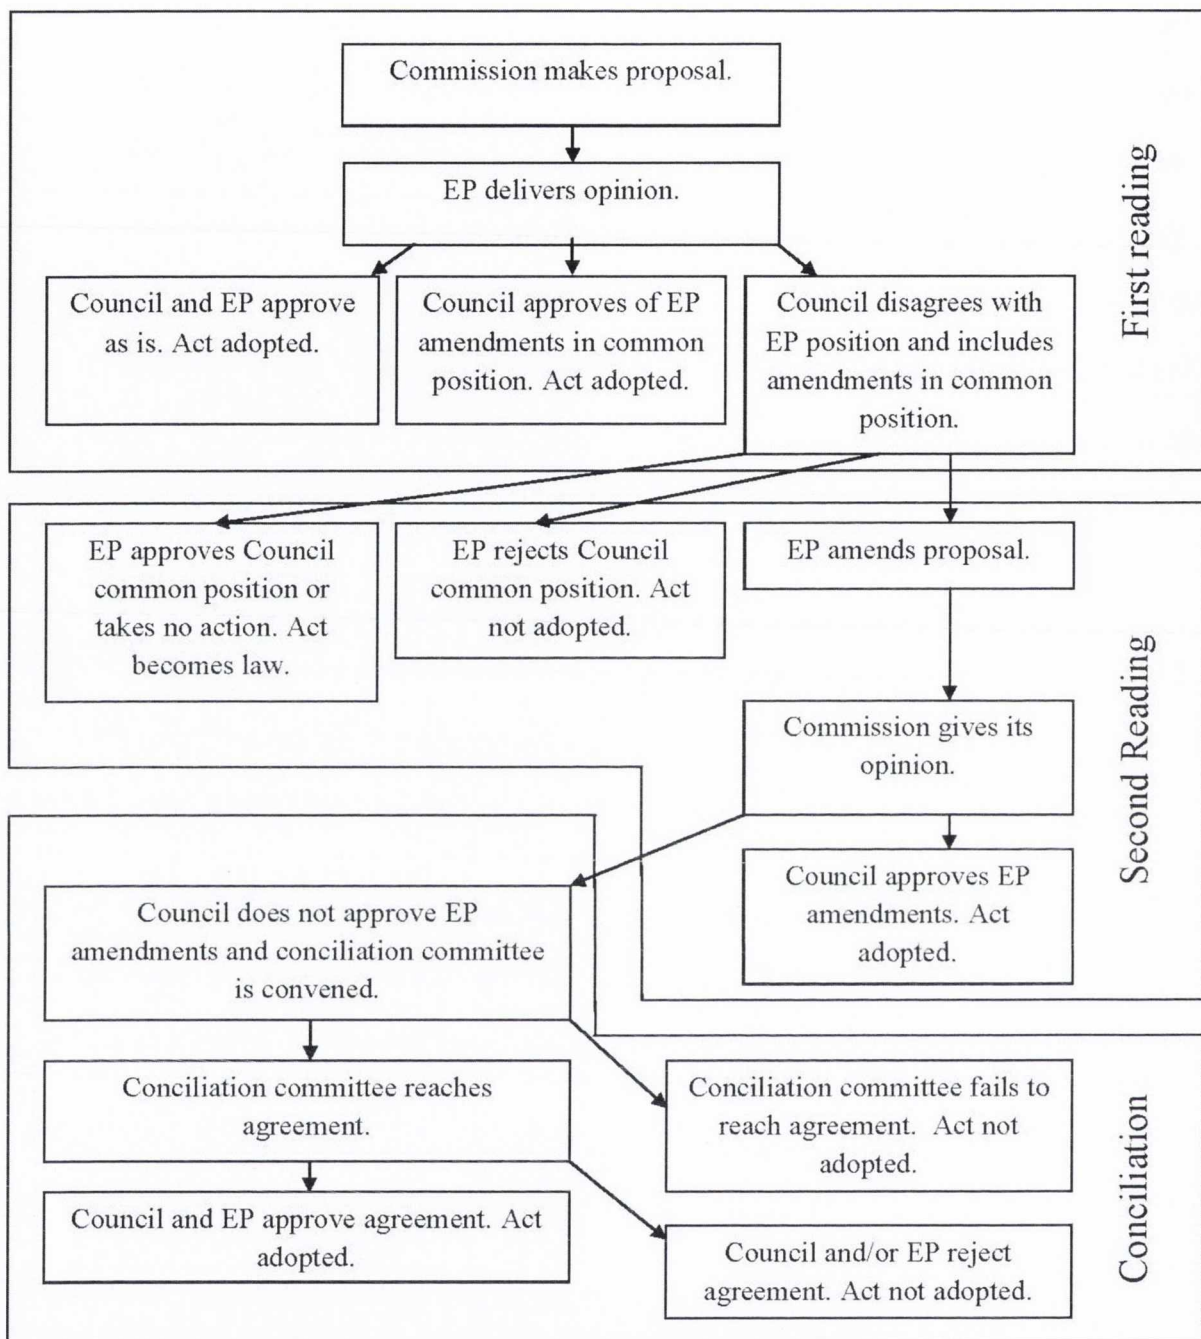 Commission makes proposal.
EP delivers opinion.
Council and EP approve
as is. Act adopted.
Council approves of EP
amendments in common
position. Act adopted.
Council disagrees with
EP position and includes
amendments in common
position.
First reading
EP approves Council
common position or
takes no action. Act
becomes law.
EP rejects Council
common position. Act
not adopted.
EP amends proposal.
Commission gives its
opinion.
Council approves EP
amendments. Act
adopted.
Second Reading
Council does not approve EP
amendments and conciliation committee
is convened.
Conciliation committee reaches
agreement.
Conciliation committee fails to
reach agreement. Act not
adopted.
Council and EP approve agreement. Act
adopted.
Council and/or EP reject
agreement. Act not adopted.
Conciliation